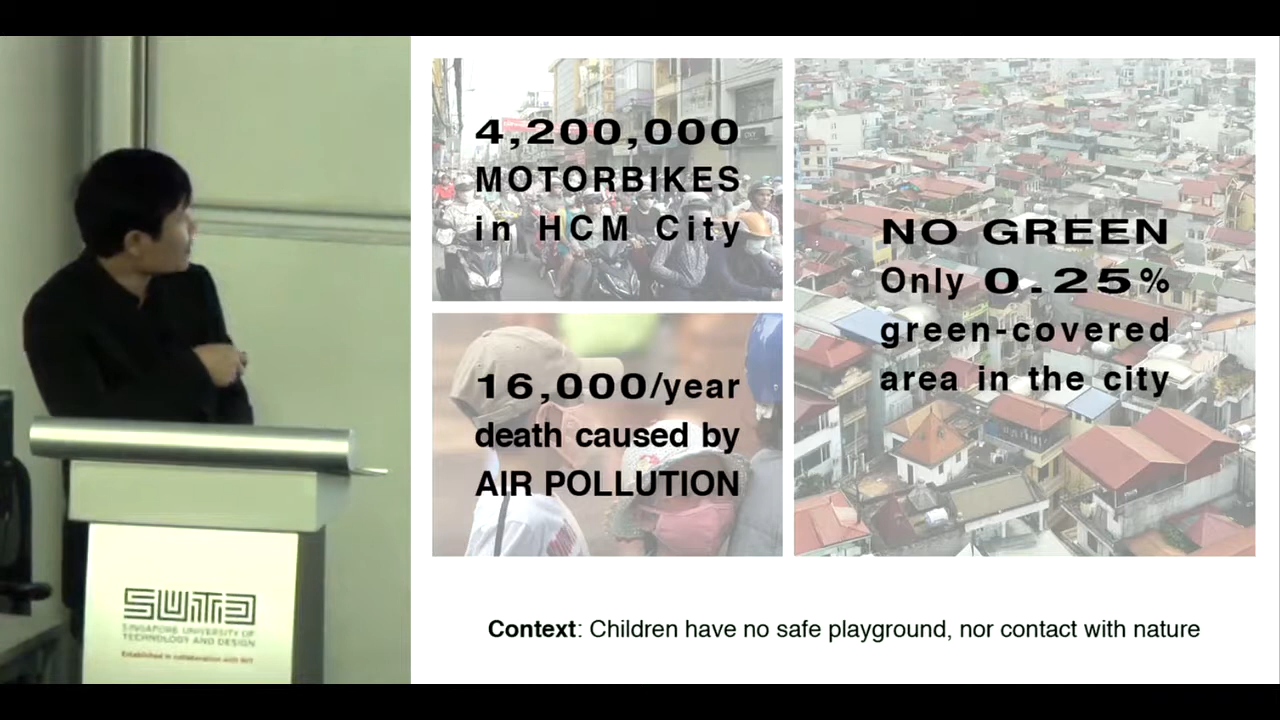 4,200,000
MOTORBIKES
in HCM City
16,000/year
death caused by
AIR POLLUTION
NO GREEN
Only 0.25%
green-covered
area in the city
Context: Children have no safe playground, nor contact with nature
SUTD
SINGAPORE UNIVERSITY OF
TECHNOLOGY AND DESIGN
Established in collaboration with MIT